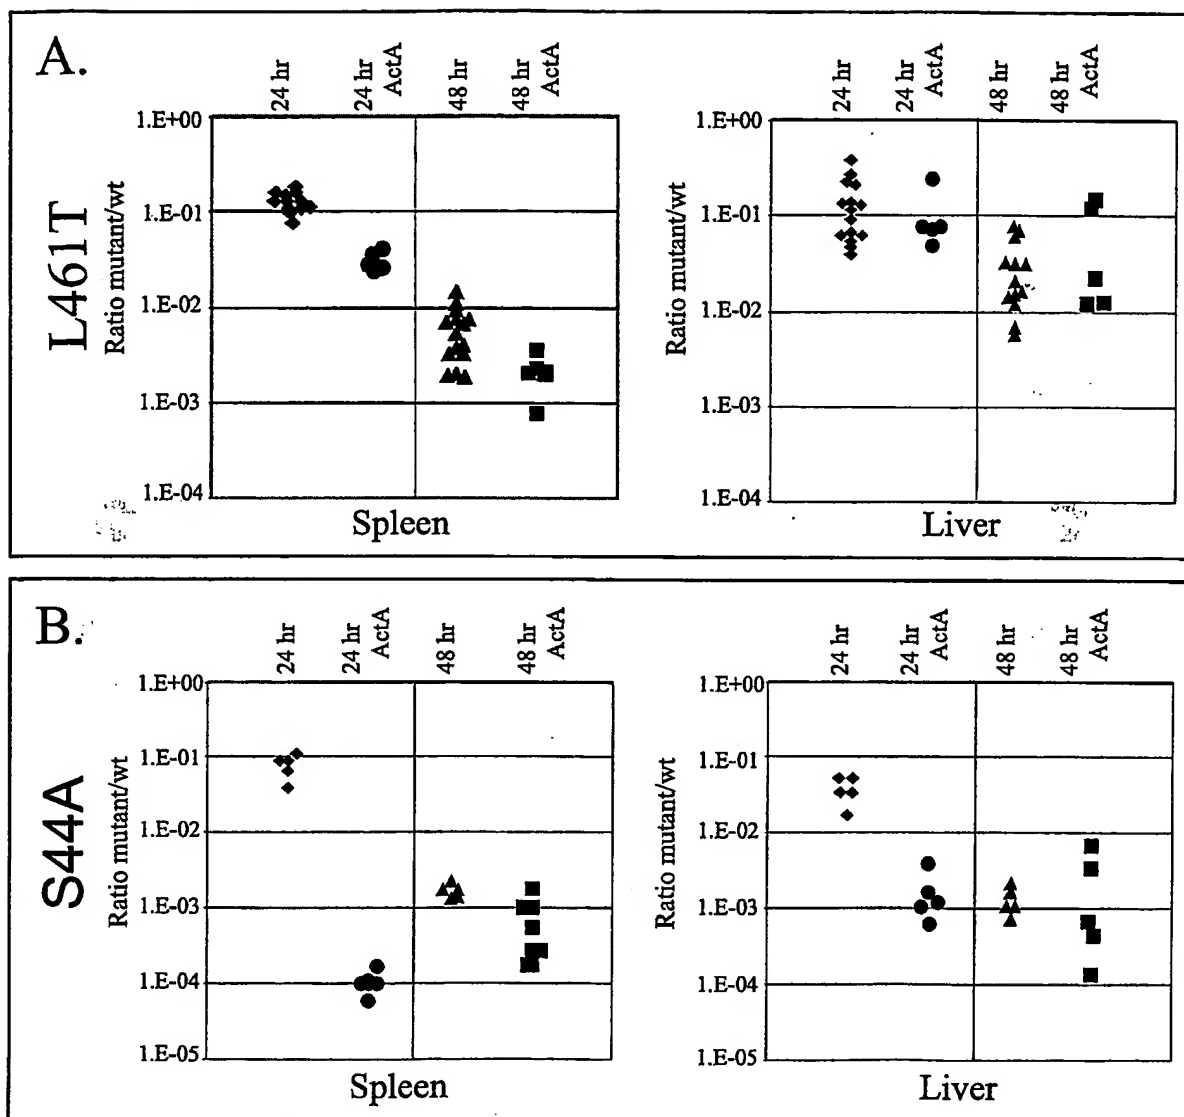 A.
L461T
24 hr
24 hr
ActA
48 hr
48 hr
ActA
Ratio mutant/wt
1.E+00
1.E-01
1.E-02
1.E-03
1.E-04
Spleen
24 hr
24 hr
ActA
48 hr
48 hr
ActA
Ratio mutant/wt
1.E+00
1.E-01
1.E-02
1.E-03
1.E-04
Liver
B.
S44A
24 hr
24 hr
ActA
48 hr
48 hr
ActA
Ratio mutant/wt
1.E+00
1.E-01
1.E-02
1.E-03
1.E-04
1.E-05
Spleen
24 hr
24 hr
ActA
48 hr
48 hr
ActA
Ratio mutant/wt
1.E+00
1.E-01
1.E-02
1.E-03
1.E-04
1.E-05
Liver